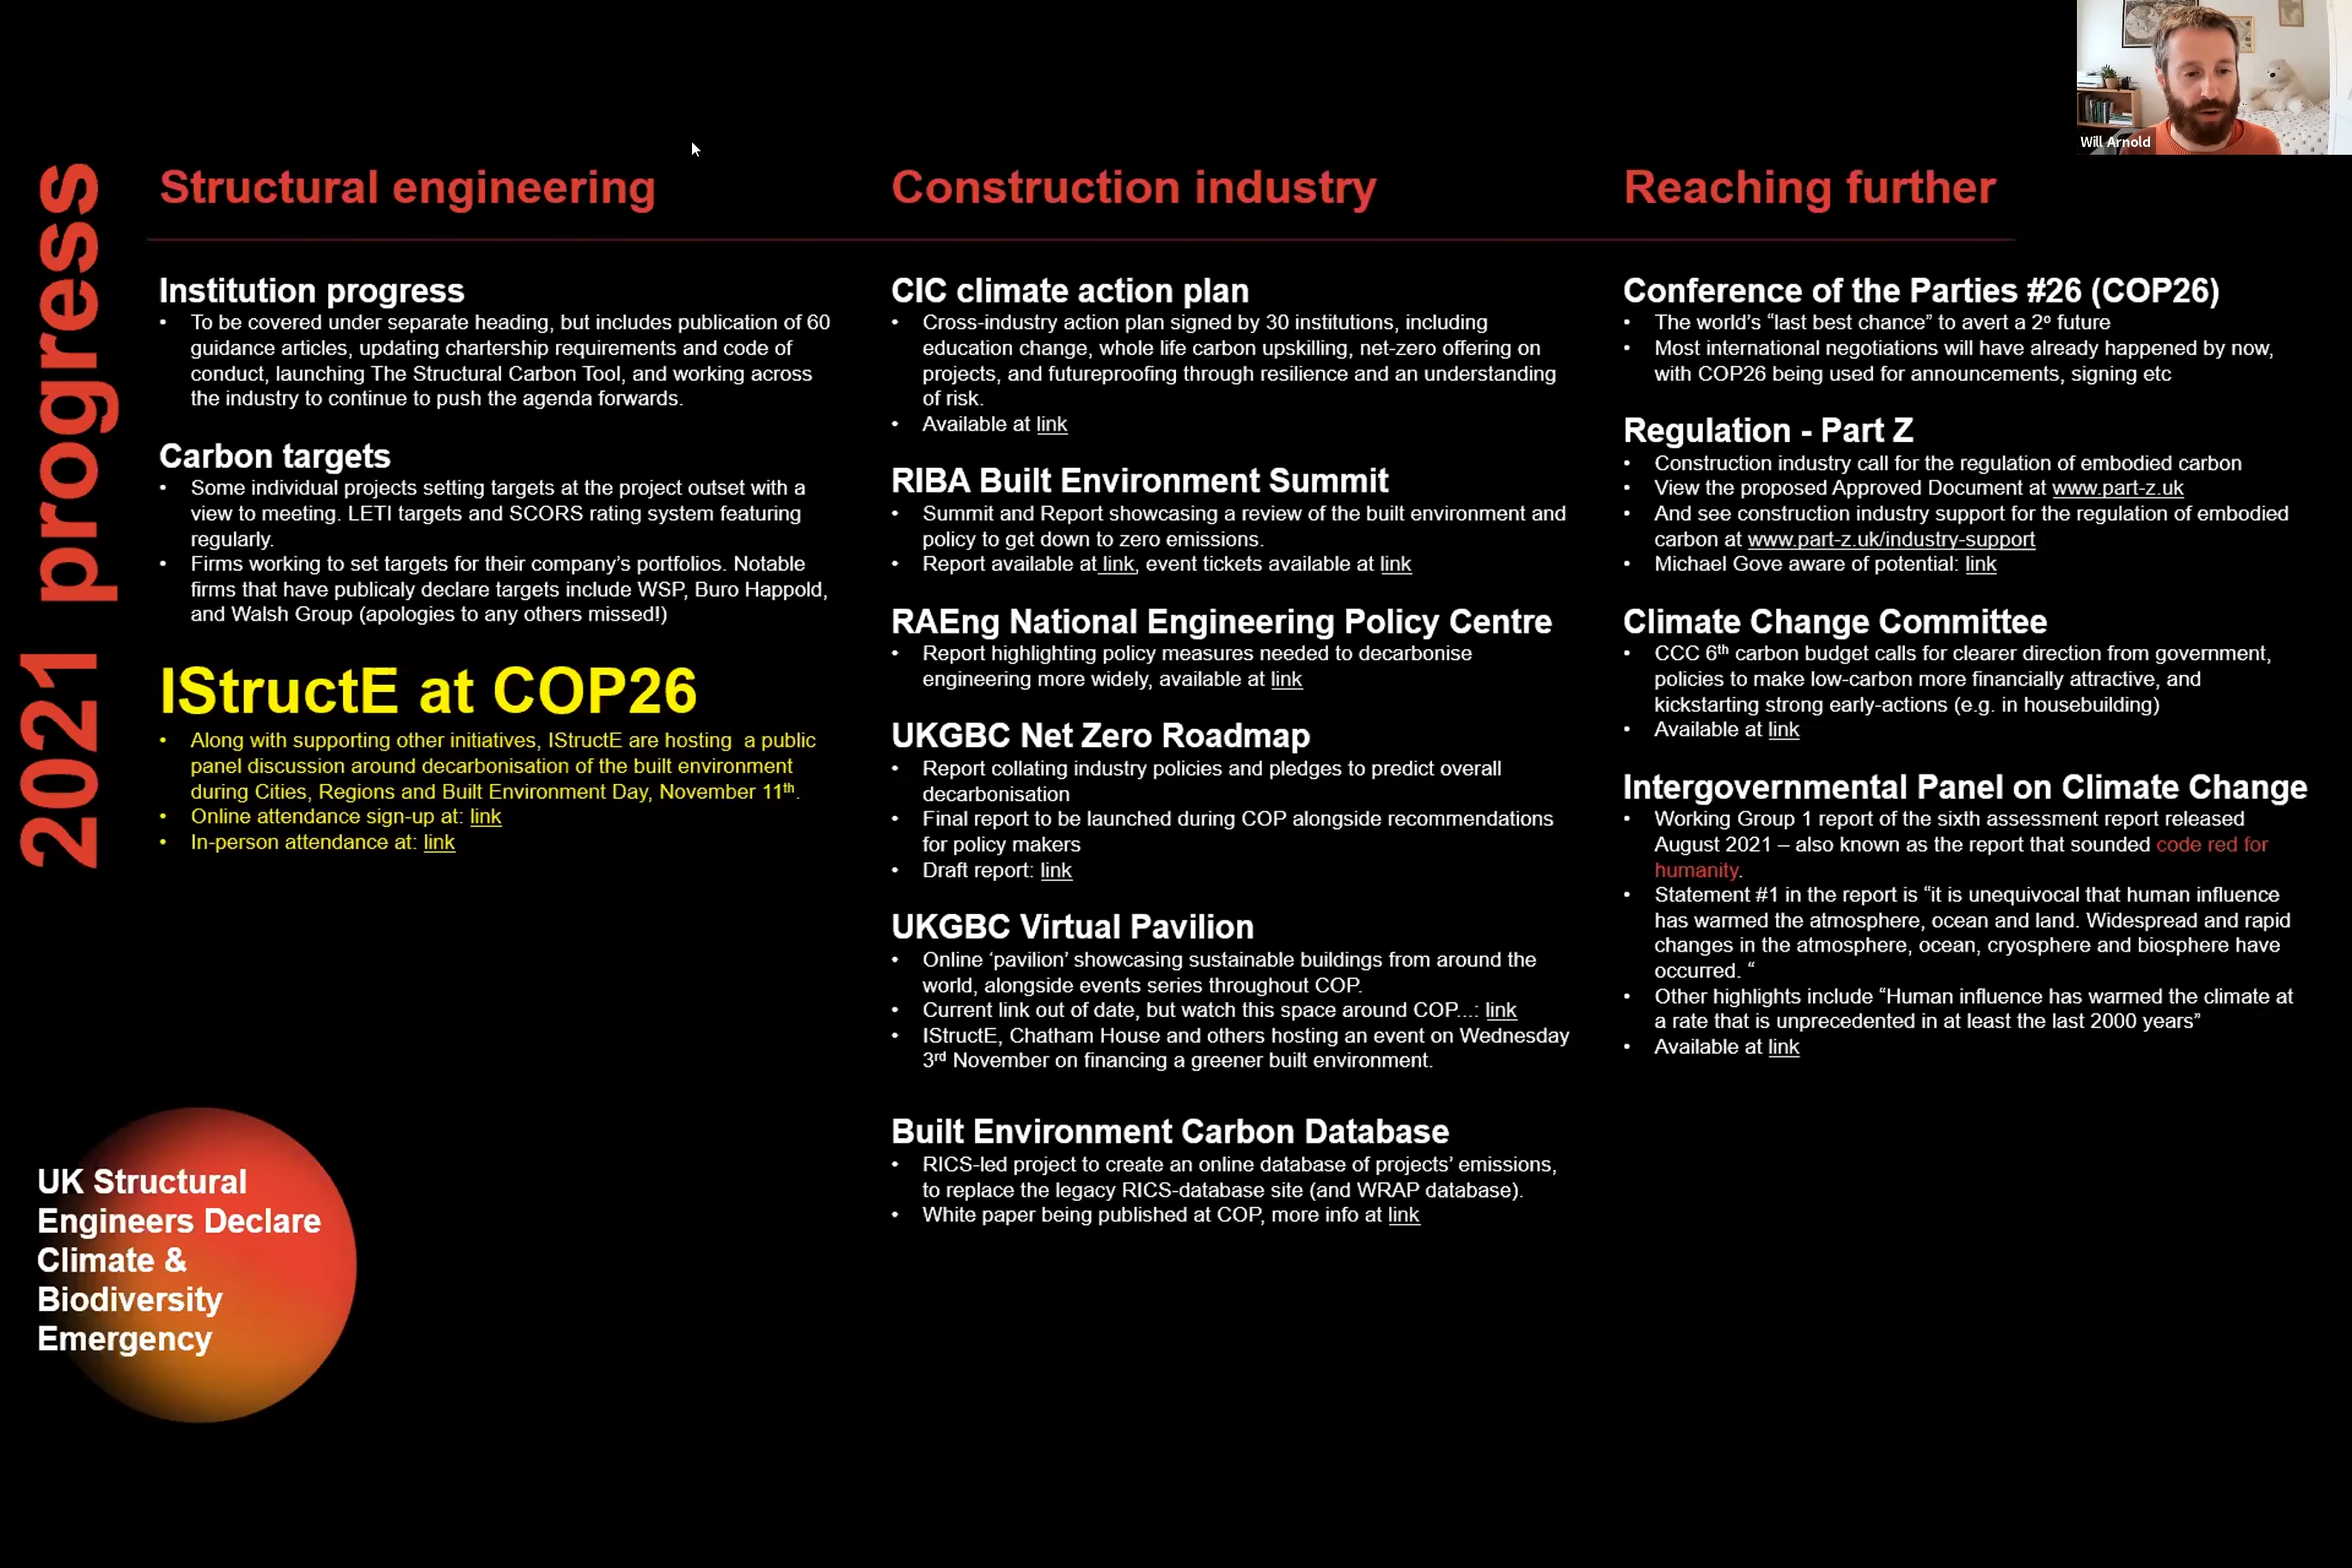 Will Arnold
2021 progress
Structural engineering
Institution progress
• To be covered under separate heading, but includes publication of 60
guidance articles, updating chartership requirements and code of
conduct, launching The Structural Carbon Tool, and working across
the industry to continue to push the agenda forwards.
Carbon targets
• Some individual projects setting targets at the project outset with a
view to meeting. LETI targets and SCORS rating system featuring
regularly.
• Firms working to set targets for their company’s portfolios. Notable
firms that have publicaly declare targets include WSP, Buro Happold,
and Walsh Group (apologies to any others missed!)
IStructE at COP26
• Along with supporting other initiatives, IStructE are hosting  a public
panel discussion around decarbonisation of the built environment
during Cities, Regions and Built Environment Day, November 11th.
• Online attendance sign-up at: link
• In-person attendance at: link
Construction industry
CIC climate action plan
• Cross-industry action plan signed by 30 institutions, including
education change, whole life carbon upskilling, net-zero offering on
projects, and futureproofing through resilience and an understanding
of risk.
• Available at link
RIBA Built Environment Summit
• Summit and Report showcasing a review of the built environment and
policy to get down to zero emissions.
• Report available at link, event tickets available at link
RAEng National Engineering Policy Centre
• Report highlighting policy measures needed to decarbonise
engineering more widely, available at link
UKGBC Net Zero Roadmap
• Report collating industry policies and pledges to predict overall
decarbonisation
• Final report to be launched during COP alongside recommendations
for policy makers
• Draft report: link
UKGBC Virtual Pavilion
• Online ‘pavilion’ showcasing sustainable buildings from around the
world, alongside events series throughout COP.
• Current link out of date, but watch this space around COP...: link
• IStructE, Chatham House and others hosting an event on Wednesday
3rd November on financing a greener built environment.
Built Environment Carbon Database
• RICS-led project to create an online database of projects’ emissions,
to replace the legacy RICS-database site (and WRAP database).
• White paper being published at COP, more info at link
Reaching further
Conference of the Parties #26 (COP26)
• The world’s “last best chance” to avert a 2º future
• Most international negotiations will have already happened by now,
with COP26 being used for announcements, signing etc
Regulation - Part Z
• Construction industry call for the regulation of embodied carbon
• View the proposed Approved Document at www.part-z.uk
• And see construction industry support for the regulation of embodied
carbon at www.part-z.uk/industry-support
• Michael Gove aware of potential: link
Climate Change Committee
• CCC 6th carbon budget calls for clearer direction from government,
policies to make low-carbon more financially attractive, and
kickstarting strong early-actions (e.g. in housebuilding)
• Available at link
Intergovernmental Panel on Climate Change
• Working Group 1 report of the sixth assessment report released
August 2021 – also known as the report that sounded code red for
humanity.
• Statement #1 in the report is “it is unequivocal that human influence
has warmed the atmosphere, ocean and land. Widespread and rapid
changes in the atmosphere, ocean, cryosphere and biosphere have
occurred. “
• Other highlights include “Human influence has warmed the climate at
a rate that is unprecedented in at least the last 2000 years”
• Available at link
UK Structural
Engineers Declare
Climate &
Biodiversity
Emergency